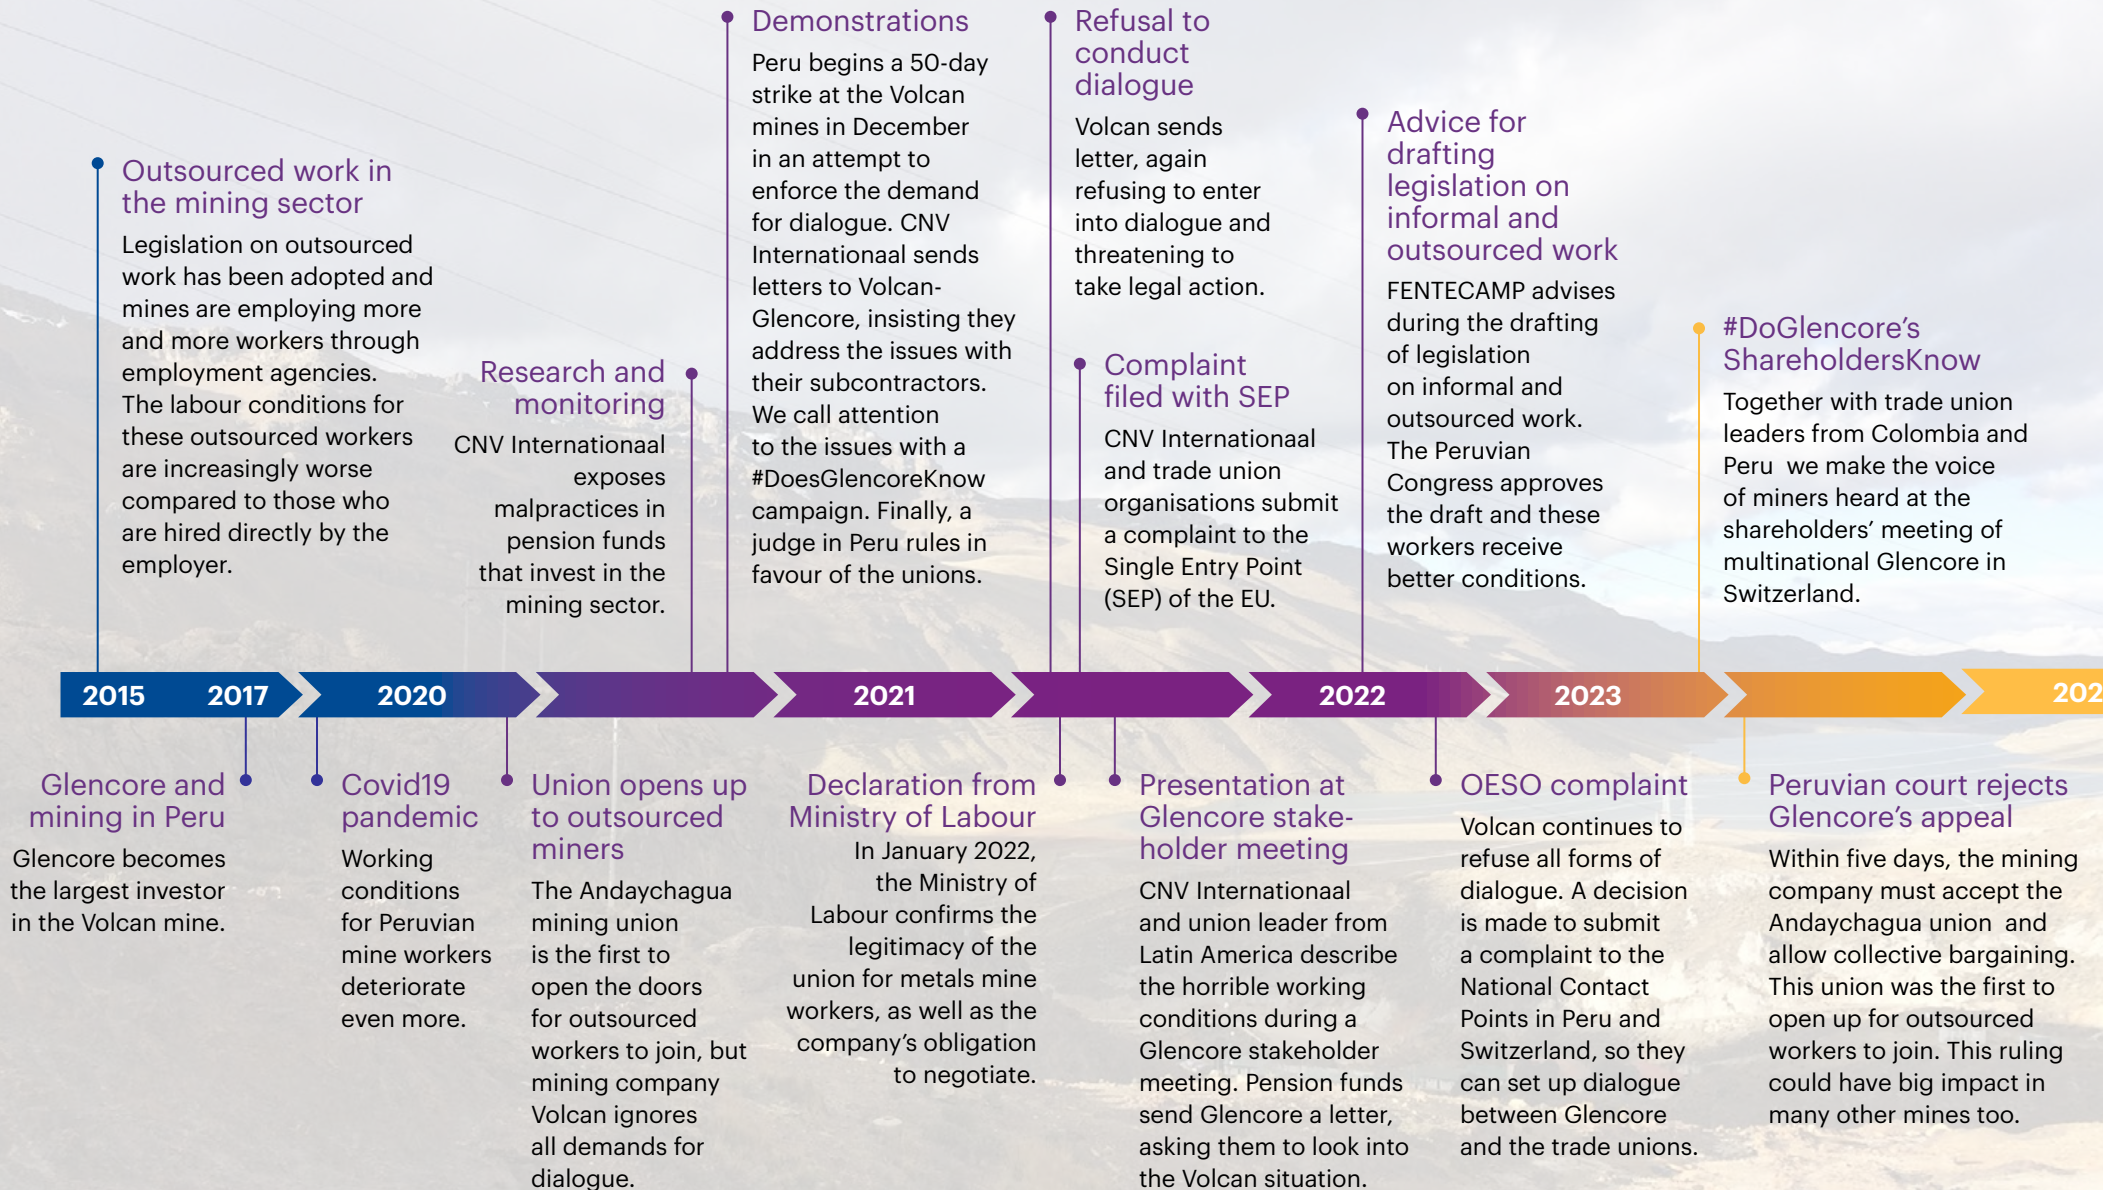 Outsourced work in
the mining sector
Legislation on outsourced
work has been adopted and
mines are employing more
and more workers through
employment agencies.
The labour conditions for
these outsourced workers
are increasingly worse
compared to those who
are hired directly by the
employer.
Research and
monitoring
CNV Internationaal
exposes
malpractices in
pension funds
that invest in the
mining sector.
Demonstrations
Peru begins a 50-day
strike at the Volcan
mines in December
in an attempt to
enforce the demand
for dialogue. CNV
Internationaal sends
letters to Volcan-
Glencore, insisting they
address the issues with
their subcontractors.
We call attention
to the issues with a
#DoesGlencoreKnow
campaign. Finally, a
judge in Peru rules in
favour of the unions.
Refusal to
conduct
dialogue
Volcan sends
letter, again
refusing to enter
into dialogue and
threatening to
take legal action.
Complaint
filed with SEP
CNV Internationaal
and trade union
organisations submit
a complaint to the
Single Entry Point
(SEP) of the EU.
Advice for
drafting
legislation on
informal and
outsourced work
FENTECAMP advises
during the drafting
of legislation
on informal and
outsourced work.
The Peruvian
Congress approves
the draft and these
workers receive
better conditions.
#DoGlencore’s
ShareholdersKnow
Together with trade union
leaders from Colombia and
Peru we make the voice
of miners heard at the
shareholders’ meeting of
multinational Glencore in
Switzerland.
2015 2017 2020 2021 2022 2023 202
Glencore and
mining in Peru
Glencore becomes
the largest investor
in the Volcan mine.
Covid19
pandemic
Working
conditions
for Peruvian
mine workers
deteriorate
even more.
Union opens up
to outsourced
miners
The Andaychagua
mining union
is the first to
open the doors
for outsourced
workers to join, but
mining company
Volcan ignores
all demands for
dialogue.
Declaration from
Ministry of Labour
In January 2022,
the Ministry of
Labour confirms the
legitimacy of the
union for metals mine
workers, as well as the
company’s obligation
to negotiate.
Presentation at
Glencore stake-
holder meeting
CNV Internationaal
and union leader from
Latin America describe
the horrible working
conditions during a
Glencore stakeholder
meeting. Pension funds
send Glencore a letter,
asking them to look into
the Volcan situation.
OESO complaint
Volcan continues to
refuse all forms of
dialogue. A decision
is made to submit
a complaint to the
National Contact
Points in Peru and
Switzerland, so they
can set up dialogue
between Glencore
and the trade unions.
Peruvian court rejects
Glencore’s appeal
Within five days, the mining
company must accept the
Andaychagua union and
allow collective bargaining.
This union was the first to
open up for outsourced
workers to join. This ruling
could have big impact in
many other mines too.